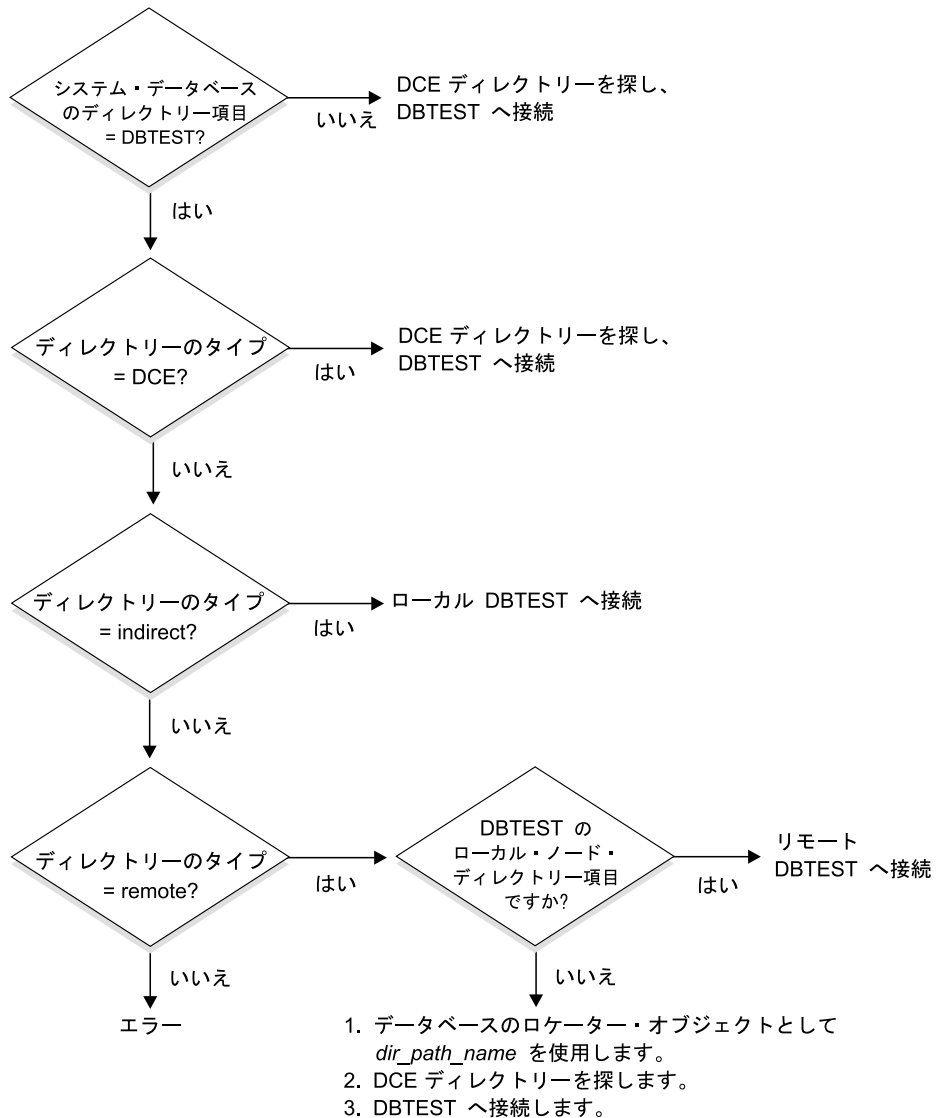 システム・データベース
のディレクトリー項目
= DBTEST?
いいえ
DCE ディレクトリーを探し、
DBTEST へ接続
はい
ディレクトリーのタイプ
= DCE?
はい
DCE ディレクトリーを探し、
DBTEST へ接続
いいえ
ディレクトリーのタイプ
= indirect?
はい
ローカル DBTEST へ接続
いいえ
ディレクトリーのタイプ
= remote?
はい
DBTEST の
ローカル・ノード・
ディレクトリー項目
ですか?
はい
リモート
DBTEST へ接続
いいえ
エラー
いいえ
1. データベースのロケーター・オブジェクトとして
dir_path_name を使用します。
2. DCE ディレクトリーを探します。
3. DBTEST へ接続します。